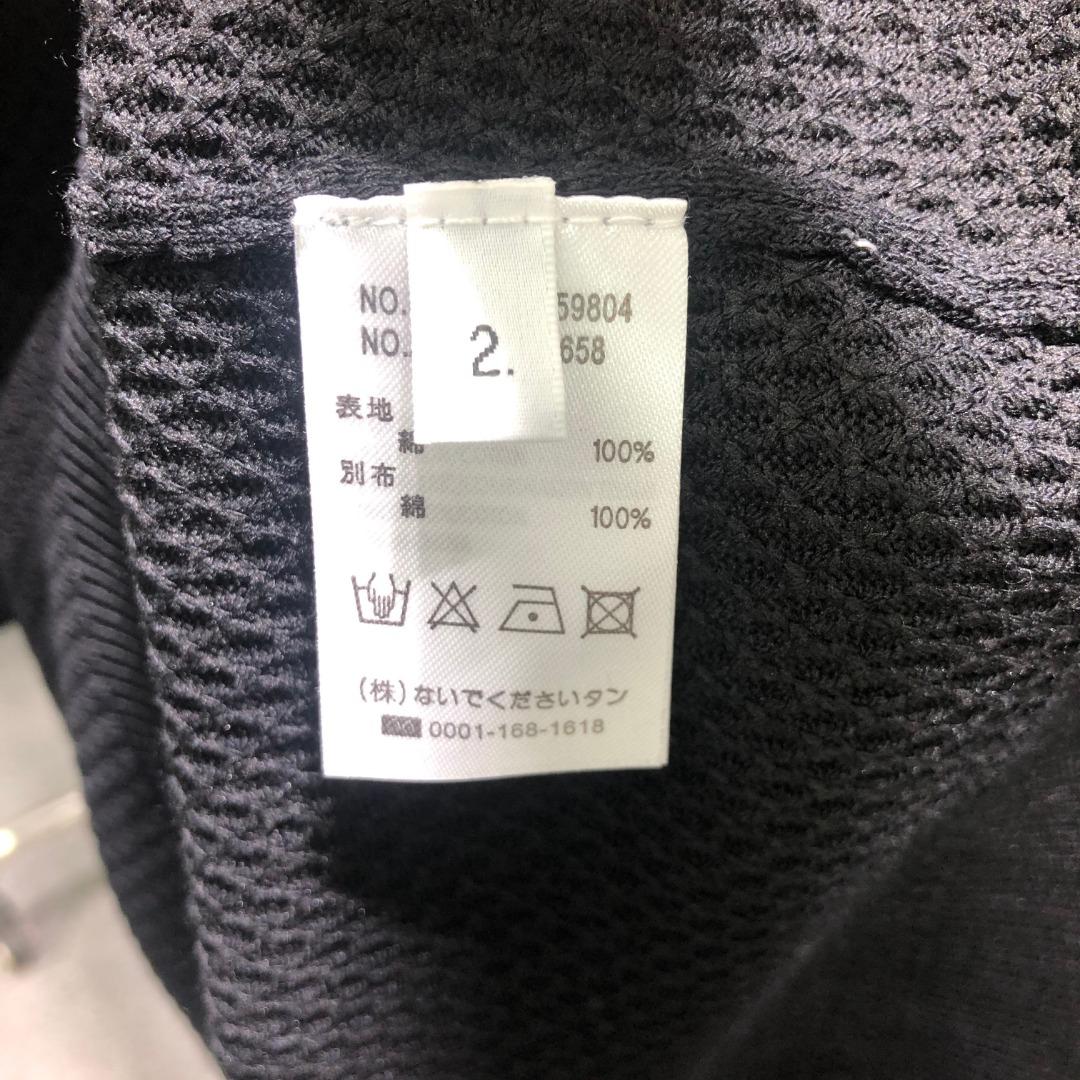 NO. 59804
NO. 658
2.
表地
綿 100%
別布
綿 100%
(株)ないでくださいタン
0001-168-1618